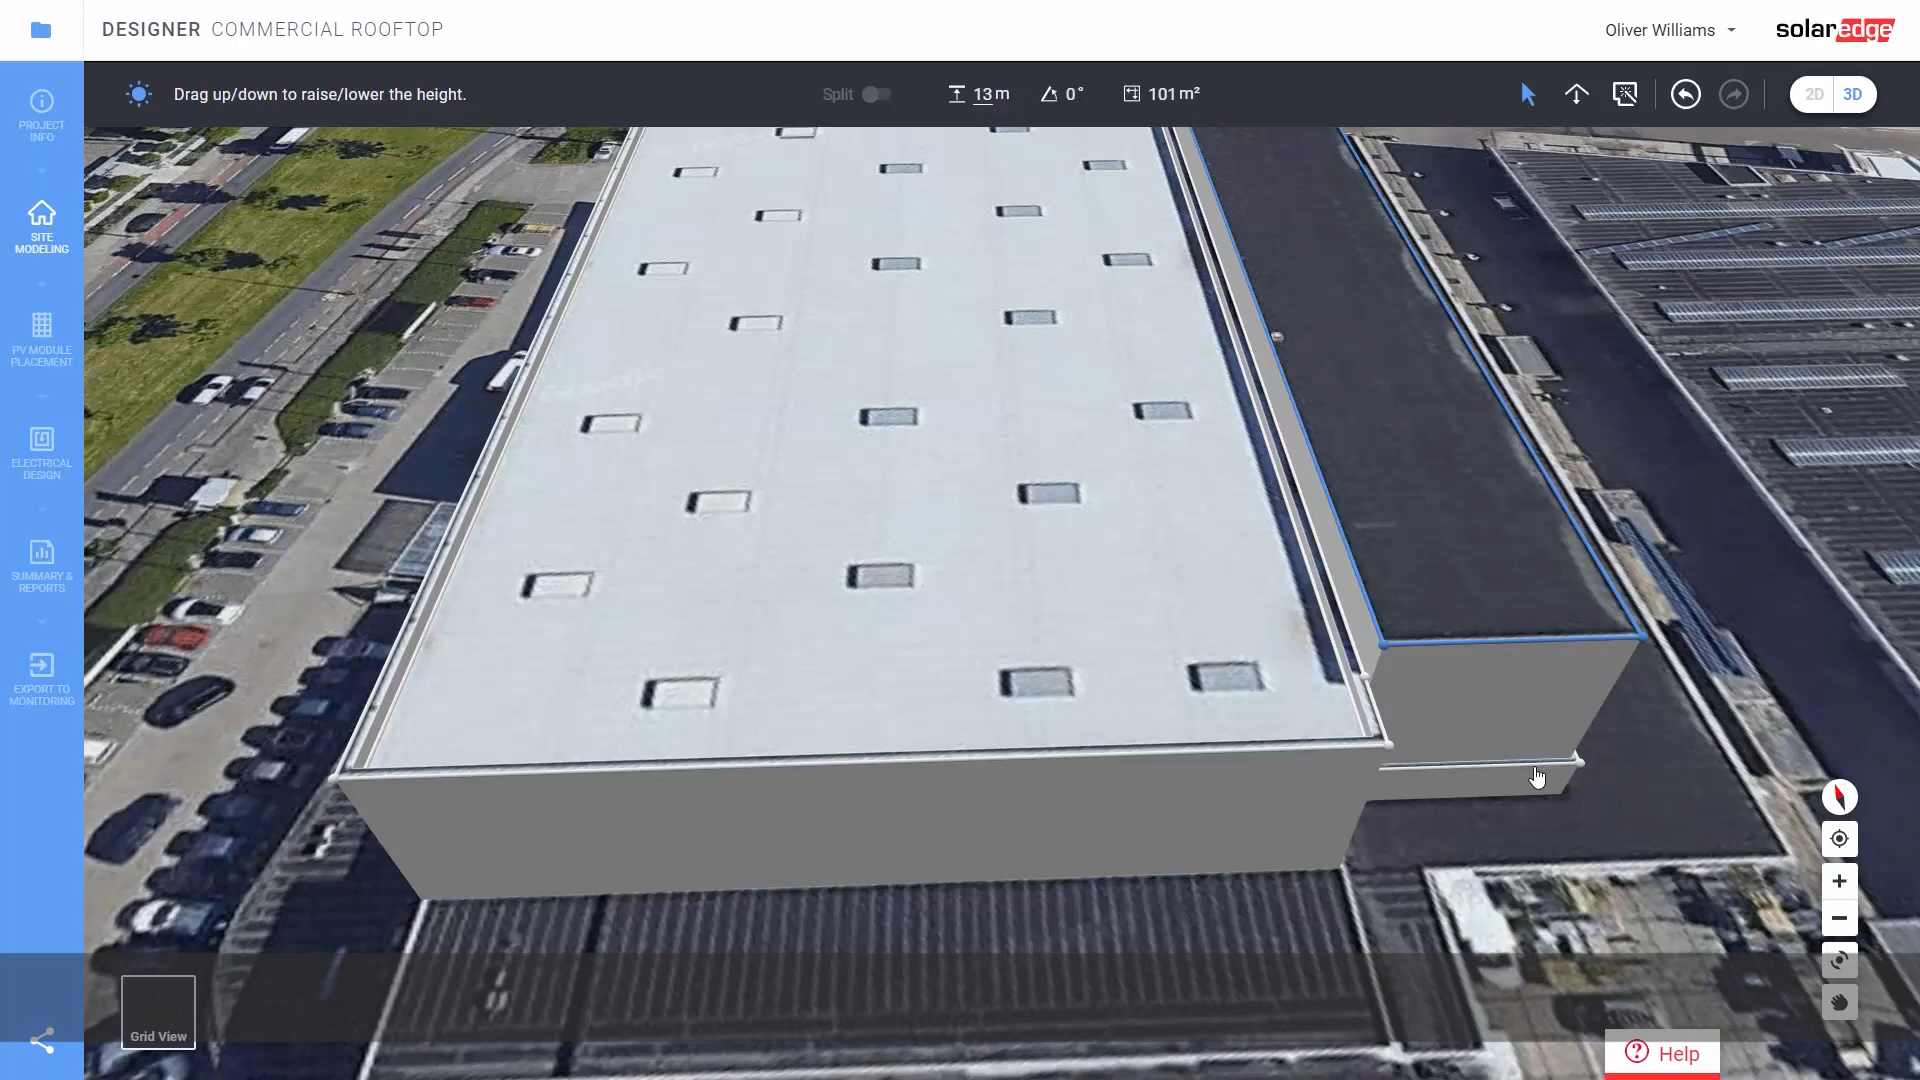 DESIGNER COMMERCIAL ROOFTOP
Oliver Williams
solaredge
Drag up/down to raise/lower the height.
Split
13 m
0°
101 m²
2D 3D
PROJECT
INFO
SITE
MODELING
PV MODULE
PLACEMENT
ELECTRICAL
DESIGN
SUMMARY &
REPORTS
EXPORT TO
MONITORING
Grid View
Help